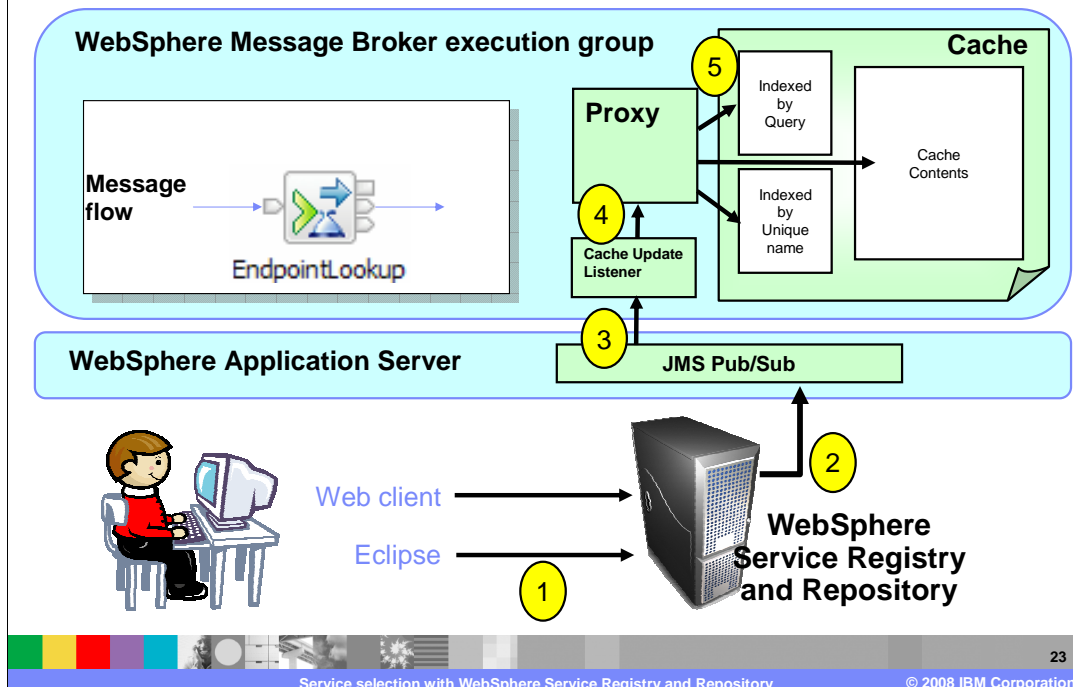 WebSphere Message Broker execution group
Cache
5
Indexed
by
Query
Proxy
Cache
Contents
Message
flow
Indexed
by
Unique
name
4
Cache Update
Listener
EndpointLookup
3
WebSphere Application Server
JMS Pub/Sub
2
Web client
WebSphere
Service Registry
and Repository
Eclipse
1
23
Service selection with WebSphere Service Registry and Repository
© 2008 IBM Corporation